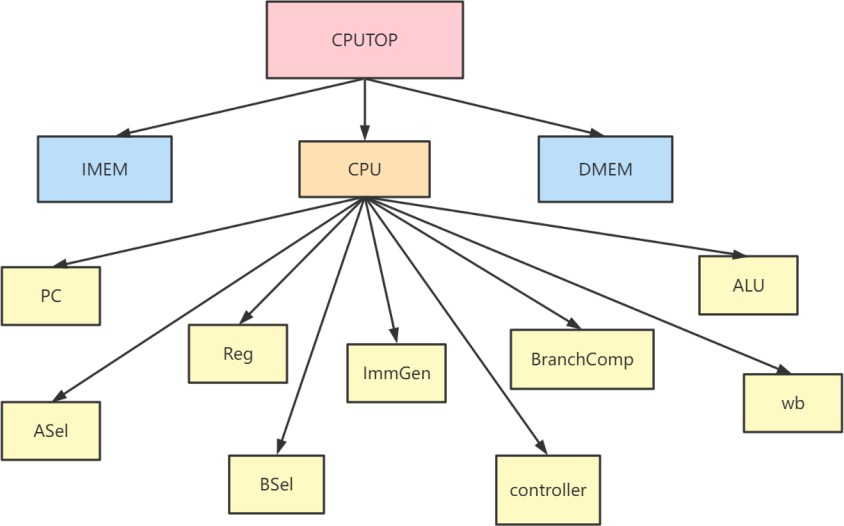 CPUTOP
IMEM
CPU
DMEM
PC
ALU
Reg
ImmGen
BranchComp
wb
ASel
BSel
controller